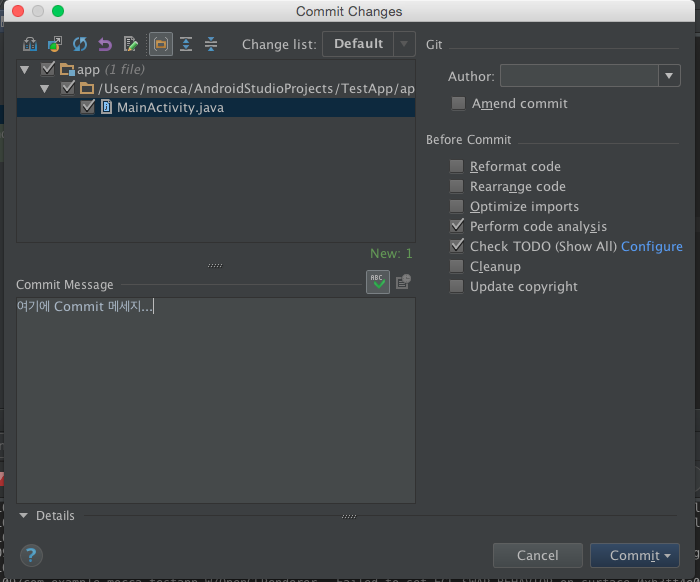 Commit Changes
Change list: Default
app (1 file)
/Users/mocca/AndroidStudioProjects/TestApp/ap
MainActivity.java
New: 1
Commit Message
ABC
여기에 Commit 메세지...
Details
Git
Author:
Amend commit
Before Commit
Reformat code
Rearrange code
Optimize imports
Perform code analysis
Check TODO (Show All) Configure
Cleanup
Update copyright
?
Cancel
Commit